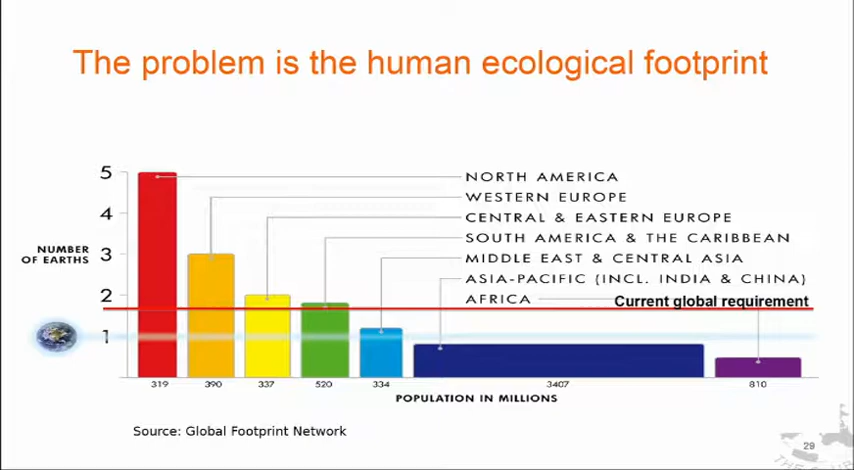 The problem is the human ecological footprint
5
4
3
2
1
NUMBER
OF EARTHS
NORTH AMERICA
WESTERN EUROPE
CENTRAL & EASTERN EUROPE
SOUTH AMERICA & THE CARIBBEAN
MIDDLE EAST & CENTRAL ASIA
ASIA-PACIFIC (INCL. INDIA & CHINA)
AFRICA
Current global requirement
319 390 337 520 334 3407 810
POPULATION IN MILLIONS
Source: Global Footprint Network
29